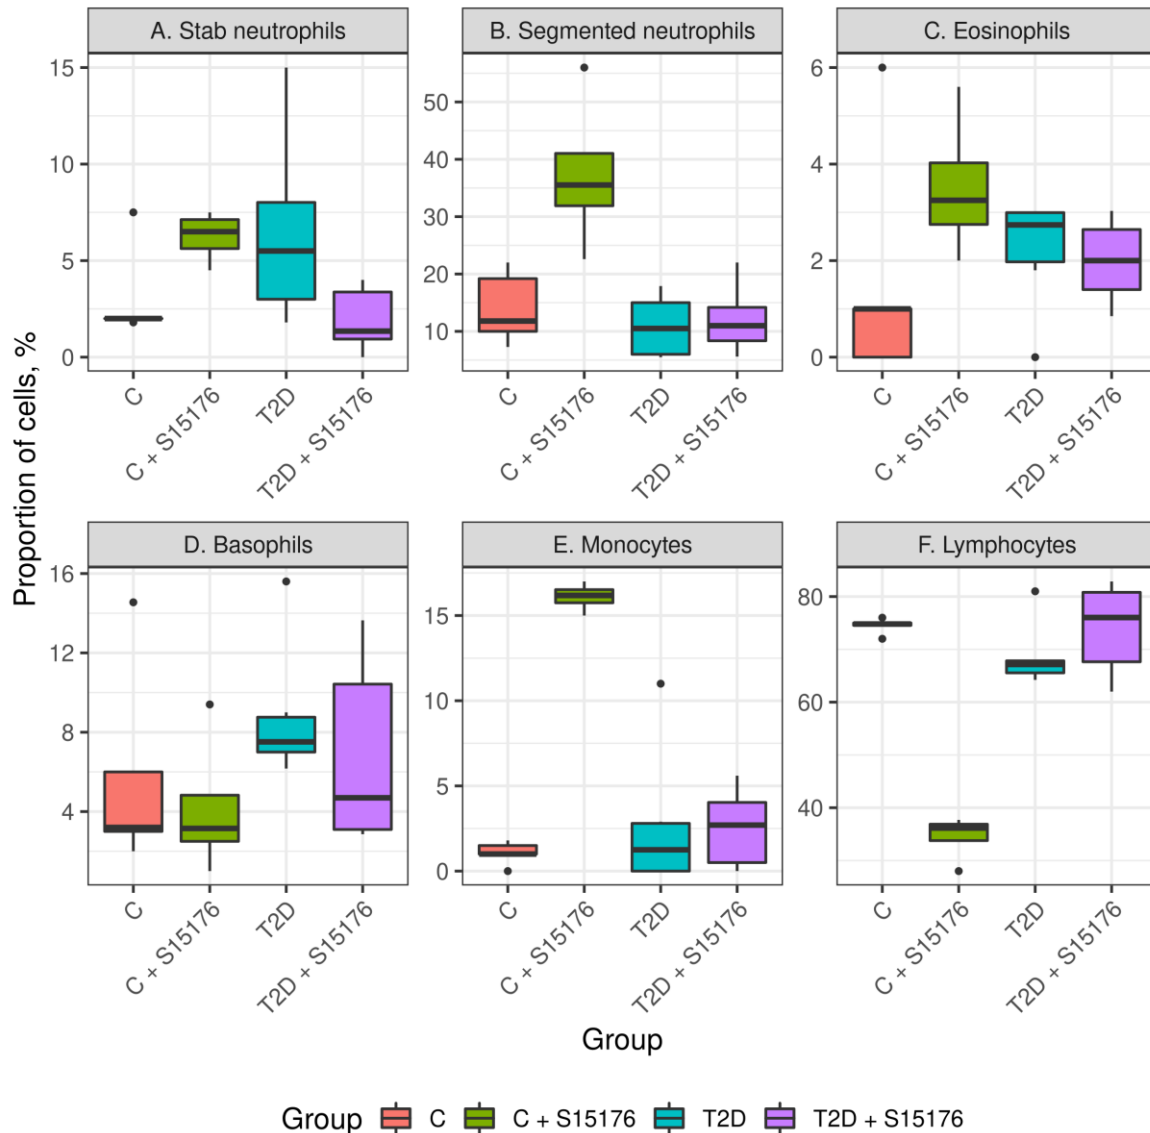 A. Stab neutrophils
B. Segmented neutrophils
C. Eosinophils
15
10
5
0
50
40
30
20
10
6
4
2
0
C
C + S15176
T2D
T2D + S15176
C
C + S15176
T2D
T2D + S15176
C
C + S15176
T2D
T2D + S15176
Proportion of cells, %
D. Basophils
E. Monocytes
F. Lymphocytes
16
12
8
4
15
10
5
0
80
60
40
C
C + S15176
T2D
T2D + S15176
C
C + S15176
T2D
T2D + S15176
C
C + S15176
T2D
T2D + S15176
Group
Group C C + S15176 T2D T2D + S15176